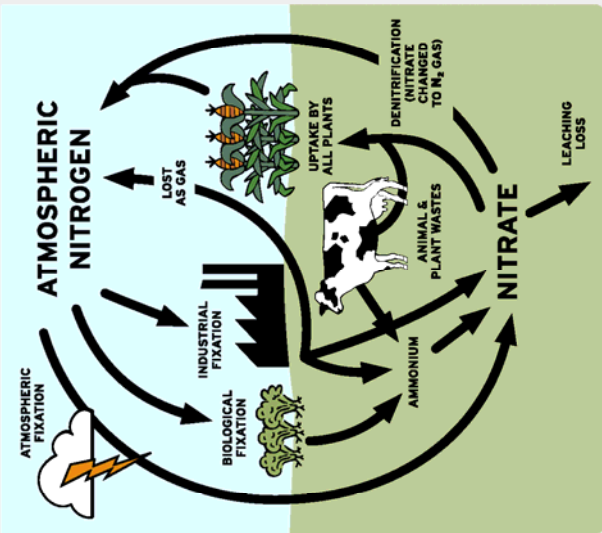 ATMOSPHERIC
NITROGEN
ATMOSPHERIC
FIXATION
LOST
AS GAS
INDUSTRIAL
FIXATION
BIOLOGICAL
FIXATION
UPTAKE BY
ALL PLANTS
DENITRIFICATION
(NITRATE
CHANGED
TO N₂ GAS)
ANIMAL &
PLANT WASTES
AMMONIUM
NITRATE
LEACHING
LOSS